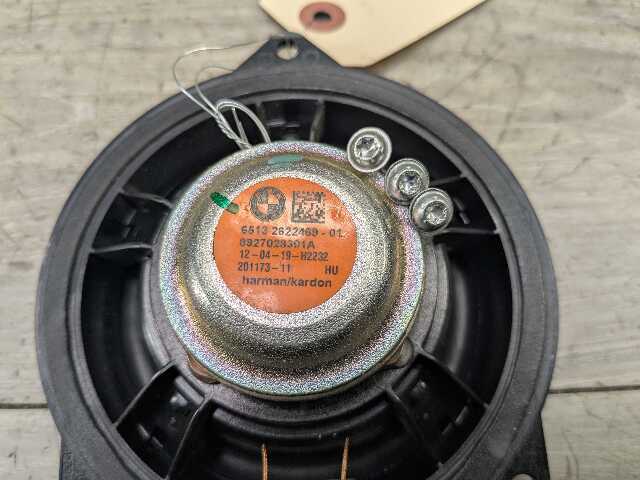 6513 2622469-01
8927028301A
12-04-19-H2232
201173-11 HU
harman/kardon